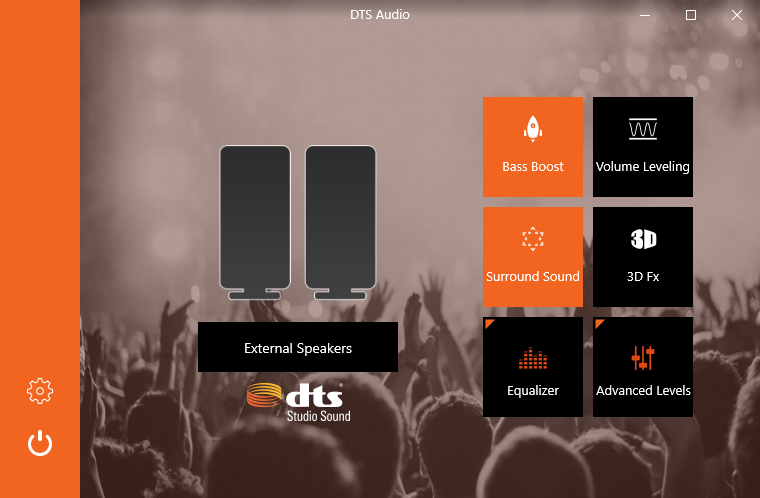 DTS Audio
Bass Boost
Volume Leveling
Surround Sound
3D
3D Fx
External Speakers
Equalizer
Advanced Levels
dts
Studio Sound